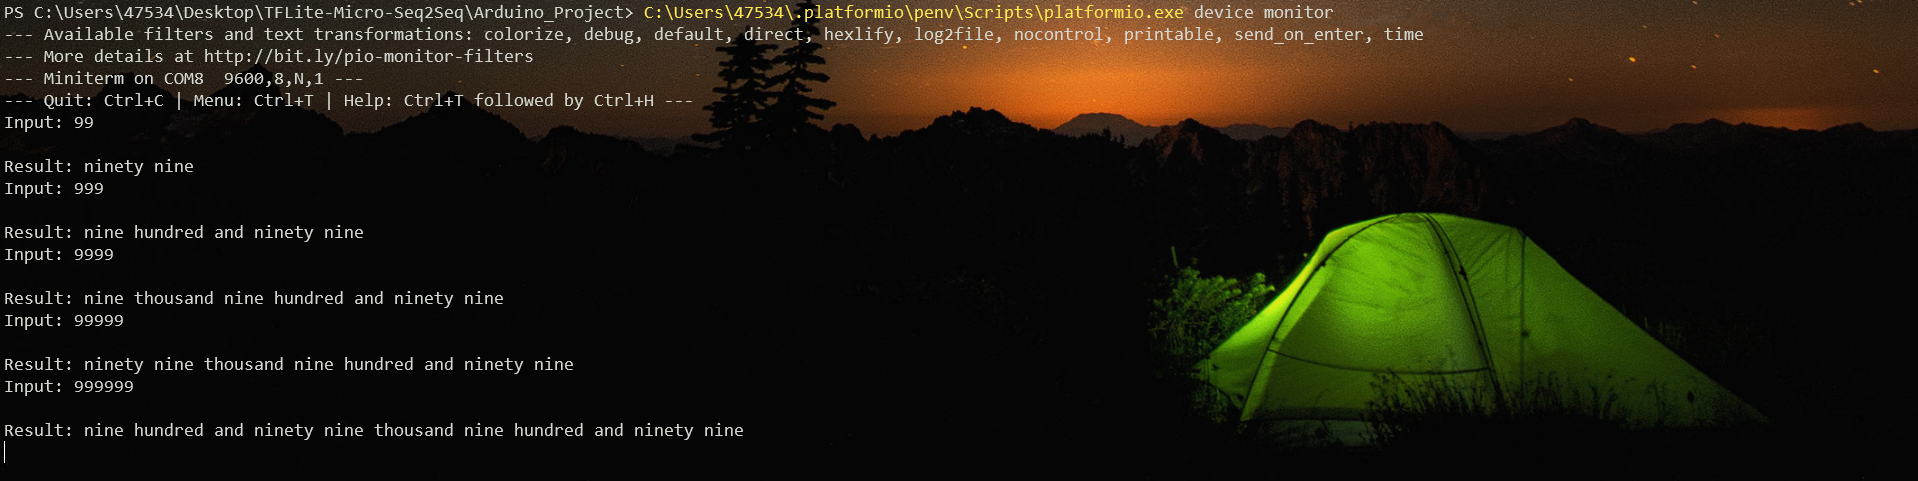 PS C:\Users\47534\Desktop\TFLite-Micro-Seq2Seq\Arduino_Project> C:\Users\47534\.platformio\penv\Scripts\platformio.exe device monitor
--- Available filters and text transformations: colorize, debug, default, direct, hexlify, log2file, nocontrol, printable, send_on_enter, time
--- More details at http://bit.ly/pio-monitor-filters
--- Miniterm on COM8  9600,8,N,1 ---
--- Quit: Ctrl+C | Menu: Ctrl+T | Help: Ctrl+T followed by Ctrl+H ---
Input: 99
Result: ninety nine
Input: 999
Result: nine hundred and ninety nine
Input: 9999
Result: nine thousand nine hundred and ninety nine
Input: 99999
Result: ninety nine thousand nine hundred and ninety nine
Input: 999999
Result: nine hundred and ninety nine thousand nine hundred and ninety nine